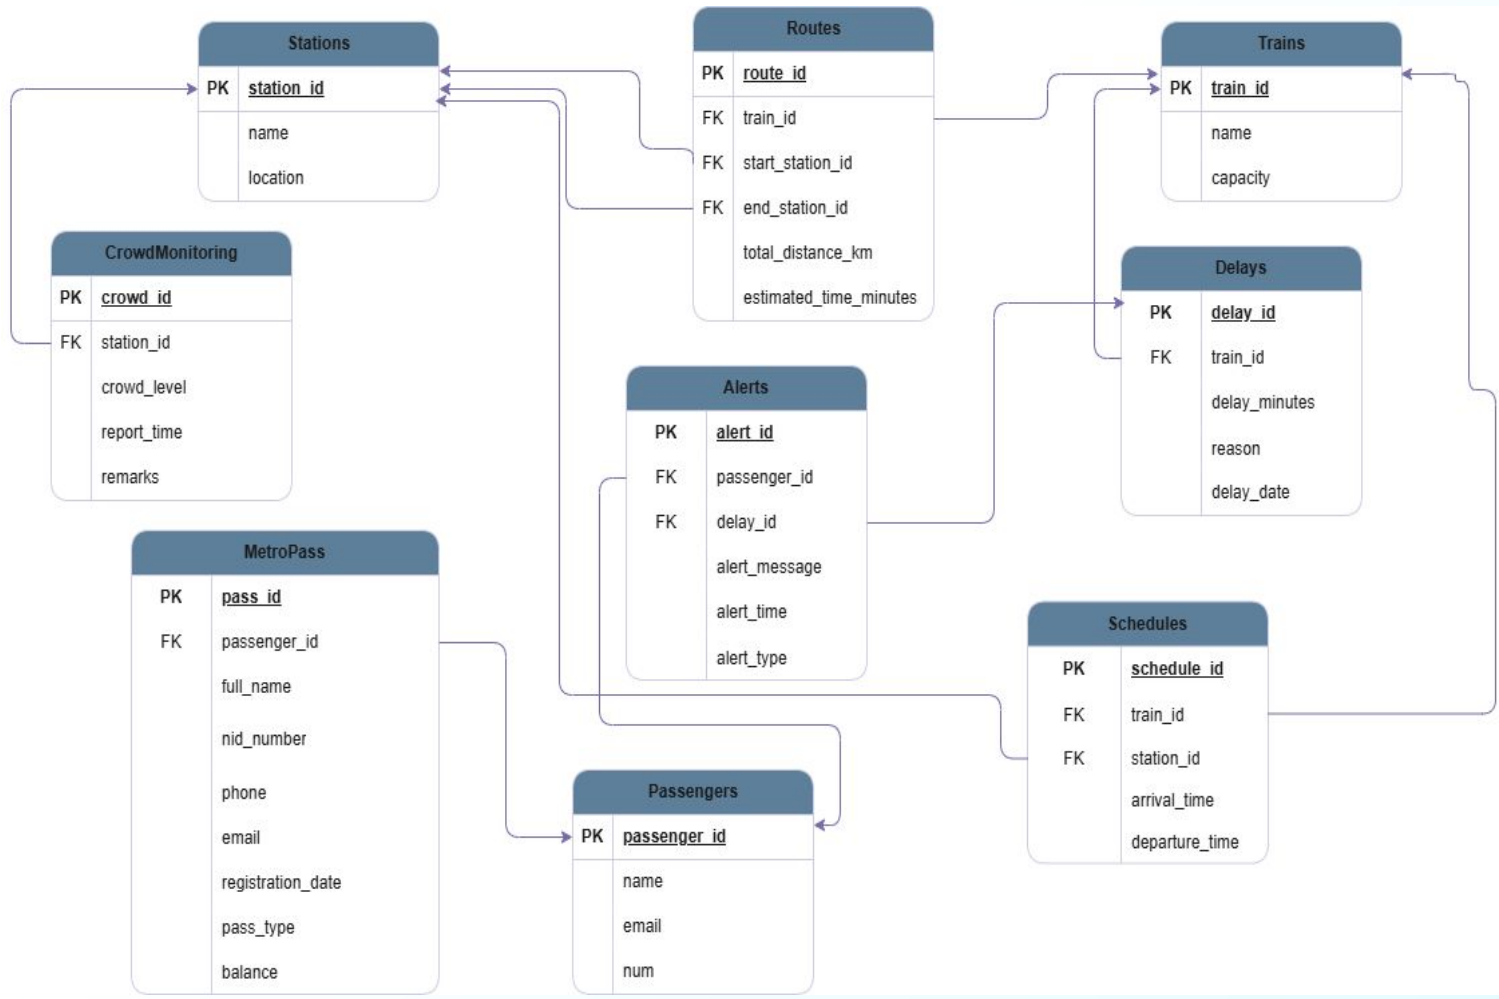 Stations
PK station_id
name
location
Routes
PK route_id
FK train_id
FK start_station_id
FK end_station_id
total_distance_km
estimated_time_minutes
Trains
PK train_id
name
capacity
CrowdMonitoring
PK crowd_id
FK station_id
crowd_level
report_time
remarks
Delays
PK delay_id
FK train_id
delay_minutes
reason
delay_date
Alerts
PK alert_id
FK passenger_id
FK delay_id
alert_message
alert_time
alert_type
MetroPass
PK pass_id
FK passenger_id
full_name
nid_number
phone
email
registration_date
pass_type
balance
Schedules
PK schedule_id
FK train_id
FK station_id
arrival_time
departure_time
Passengers
PK passenger_id
name
email
num